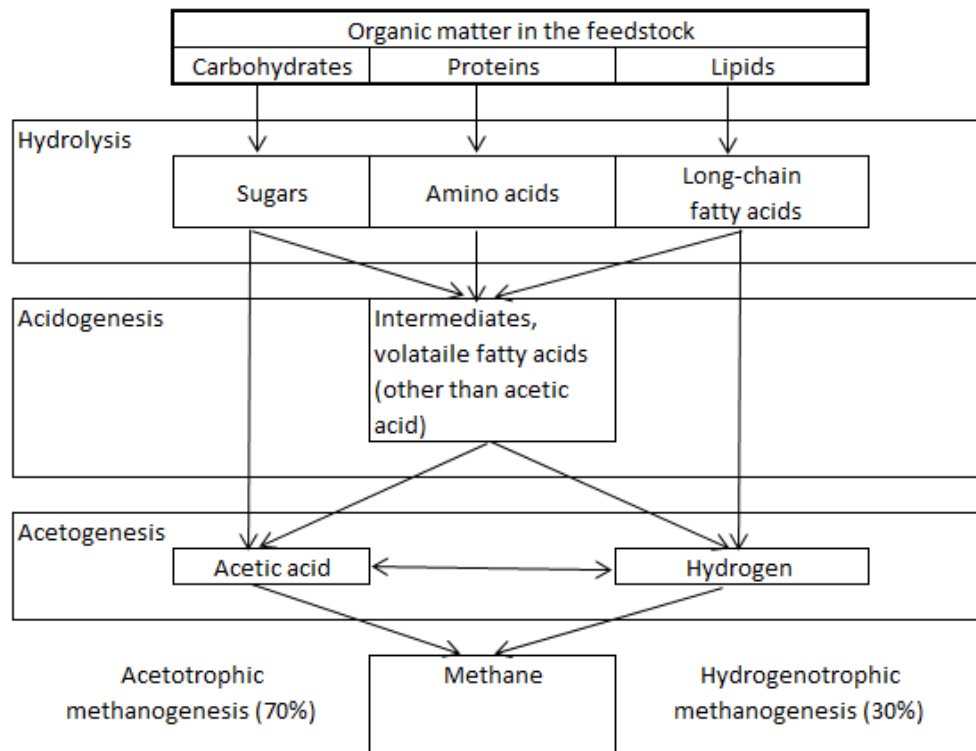 Organic matter in the feedstock
Carbohydrates
Proteins
Lipids
Hydrolysis
Sugars
Amino acids
Long-chain
fatty acids
Acidogenesis
Intermediates,
volataile fatty acids
(other than acetic
acid)
Acetogenesis
Acetic acid
Hydrogen
Acetotrophic
methanogenesis (70%)
Methane
Hydrogenotrophic
methanogenesis (30%)